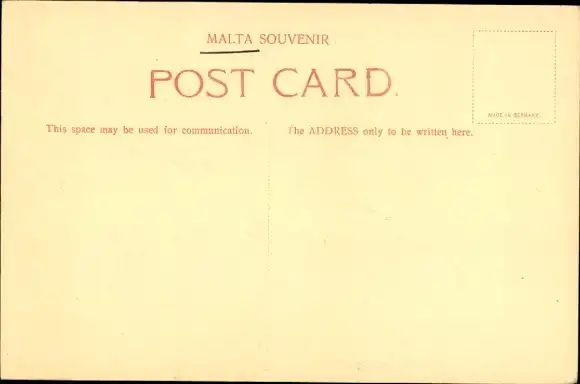 MALTA SOUVENIR
POST CARD.
This space may be used for communication.
The ADDRESS only to be written here.
MADE IN GERMANY.